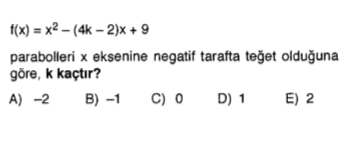 f(x) = x² – (4k – 2)x + 9
parabolleri x eksenine negatif tarafta teğet olduğuna
göre, k kaçtır?
A) –2 B) –1 C) 0 D) 1 E) 2